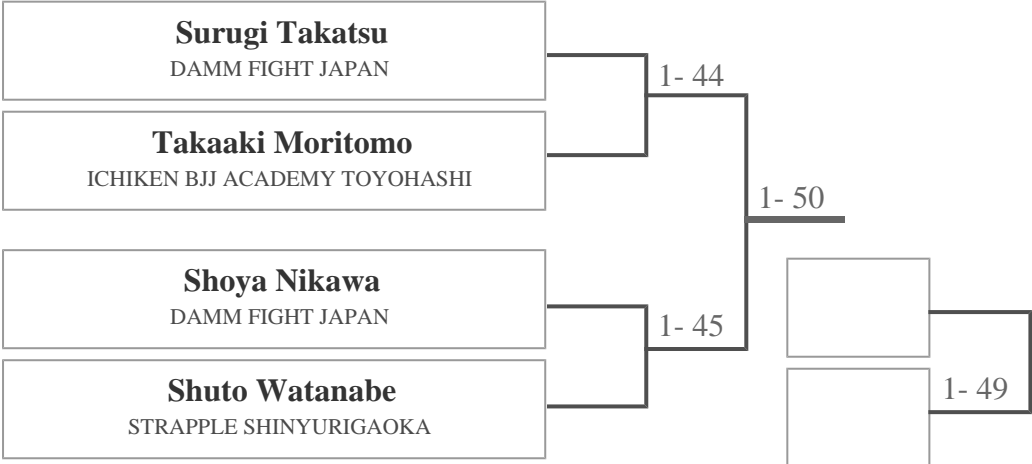 Surugi Takatsu
DAMM FIGHT JAPAN
1- 44
Takaaki Moritomo
ICHIKEN BJJ ACADEMY TOYOHASHI
1- 50
Shoya Nikawa
DAMM FIGHT JAPAN
1- 45
Shuto Watanabe
STRAPPLE SHINYURIGAOKA
1- 49